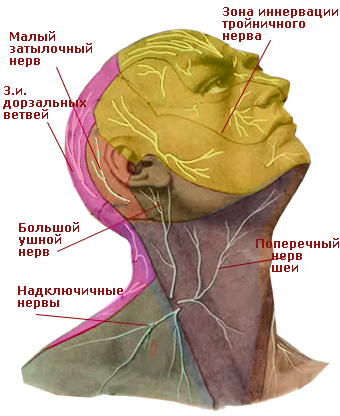 Зона иннервации
тройничного
нерва
Малый
затылочный
нерв
З.и.
дорзальных
ветвей
Большой
ушной
нерв
Поперечный
нерв
шеи
Надключичные
нервы